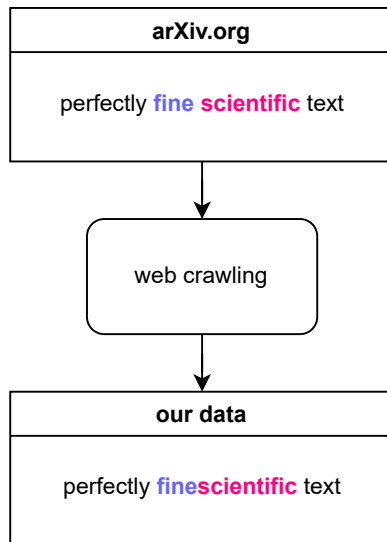 arXiv.org
perfectly fine scientific text
web crawling
our data
perfectly finescientific text